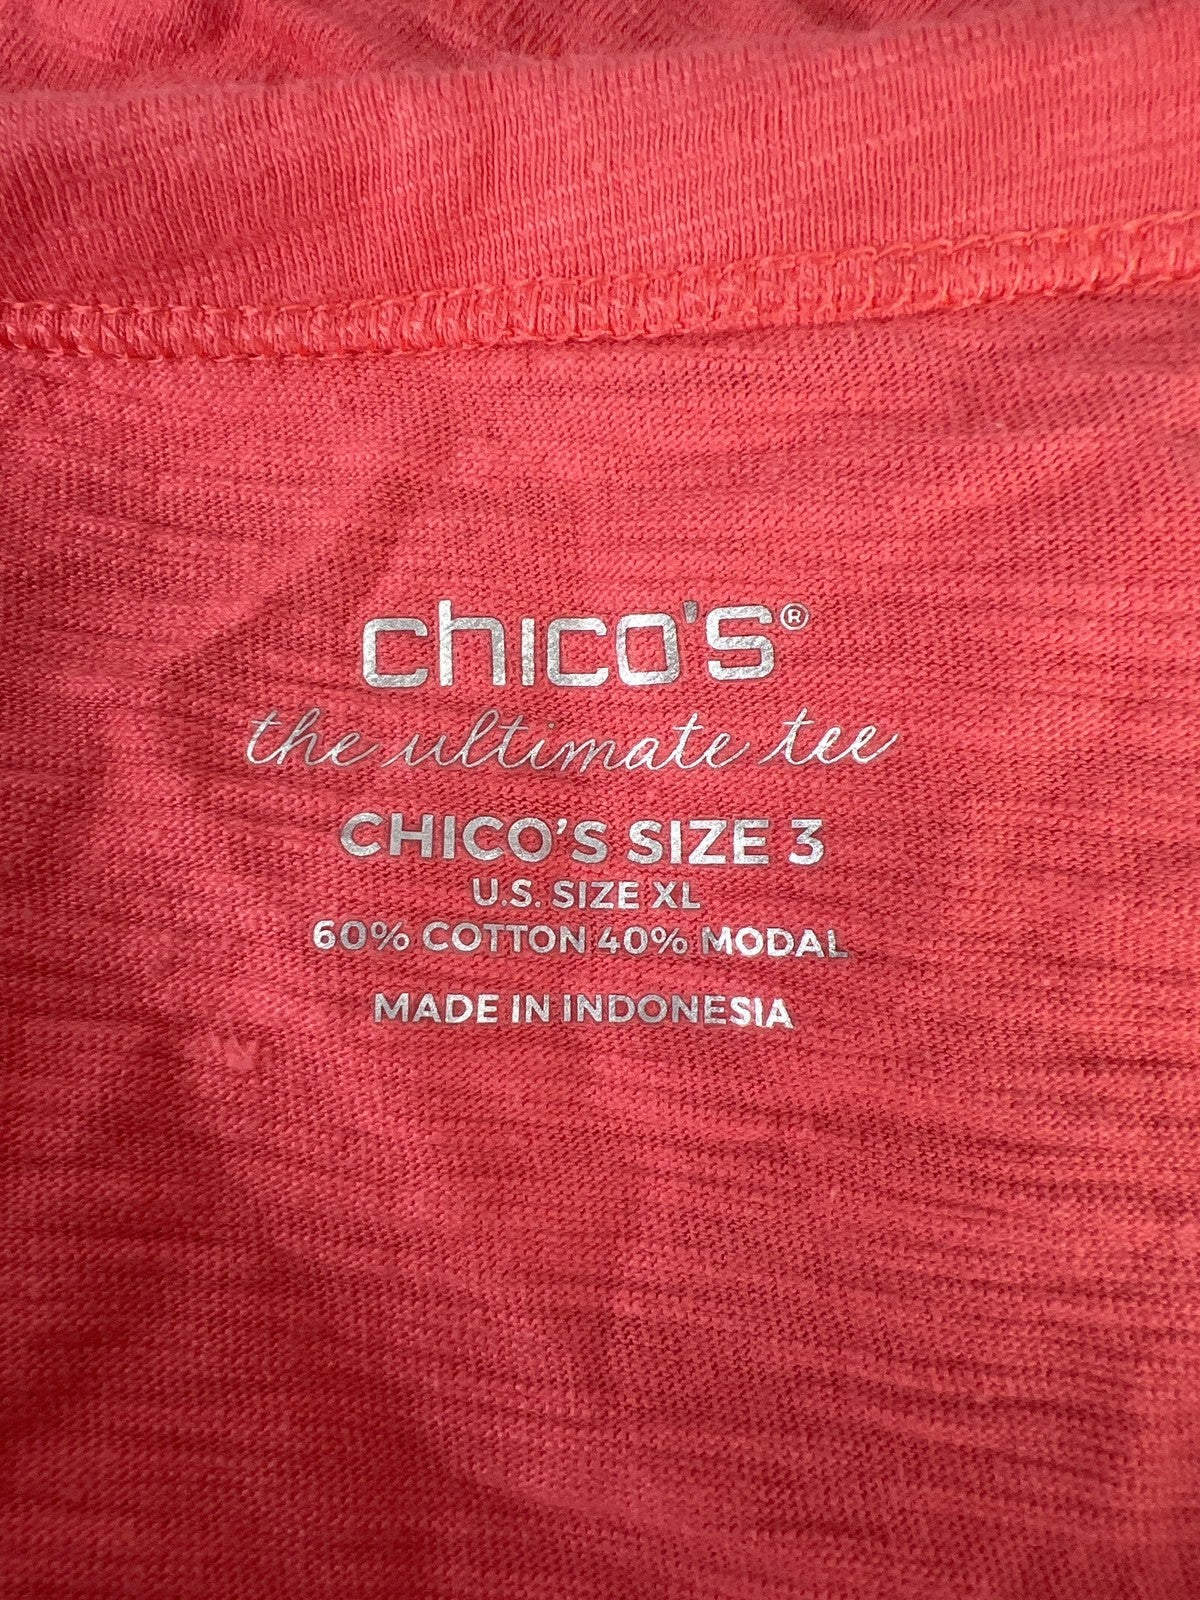 chico's®
the ultimate tee
CHICO'S SIZE 3
U.S. SIZE XL
60% COTTON 40% MODAL
MADE IN INDONESIA